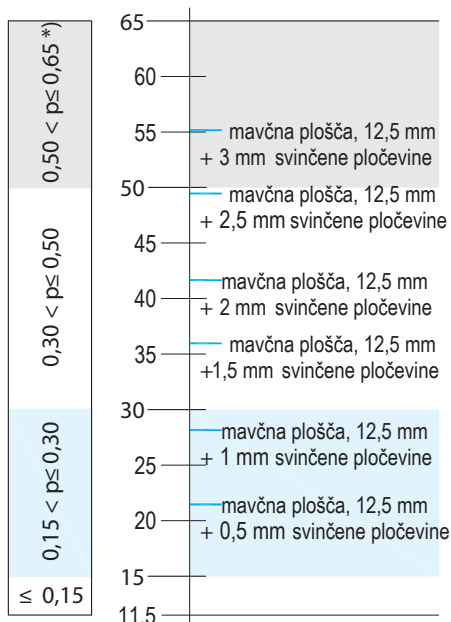 65
60
55
50
45
40
35
30
25
20
15
11,5
0,50 < p≤ 0,65 *)
0,30 < p≤ 0,50
0,15 < p≤ 0,30
≤ 0,15
mavčna plošča, 12,5 mm
+ 3 mm svinčene pločevine
mavčna plošča, 12,5 mm
+ 2,5 mm svinčene pločevine
mavčna plošča, 12,5 mm
+ 2 mm svinčene pločevine
mavčna plošča, 12,5 mm
+1,5 mm svinčene pločevine
mavčna plošča, 12,5 mm
+ 1 mm svinčene pločevine
mavčna plošča, 12,5 mm
+ 0,5 mm svinčene pločevine